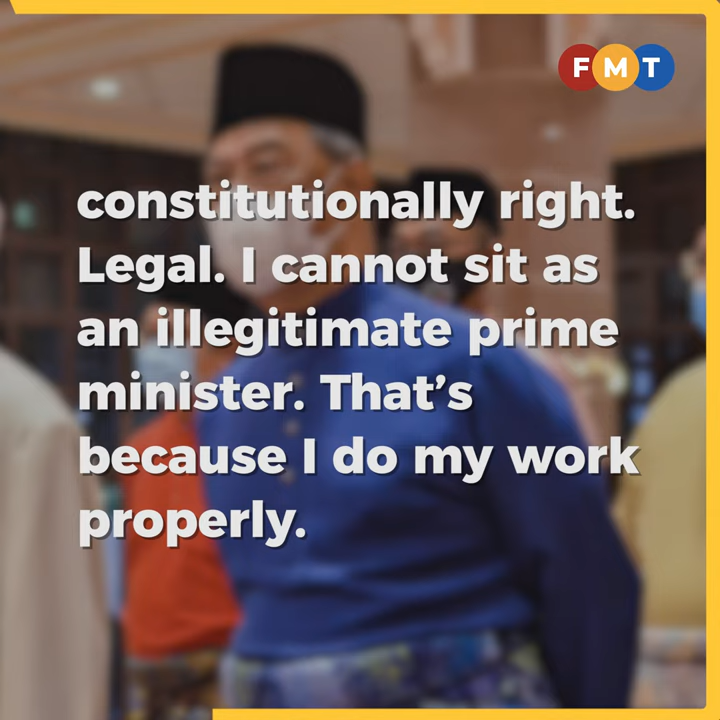 FMT
constitutionally right.
Legal. I cannot sit as
an illegitimate prime
minister. That’s
because I do my work
properly.